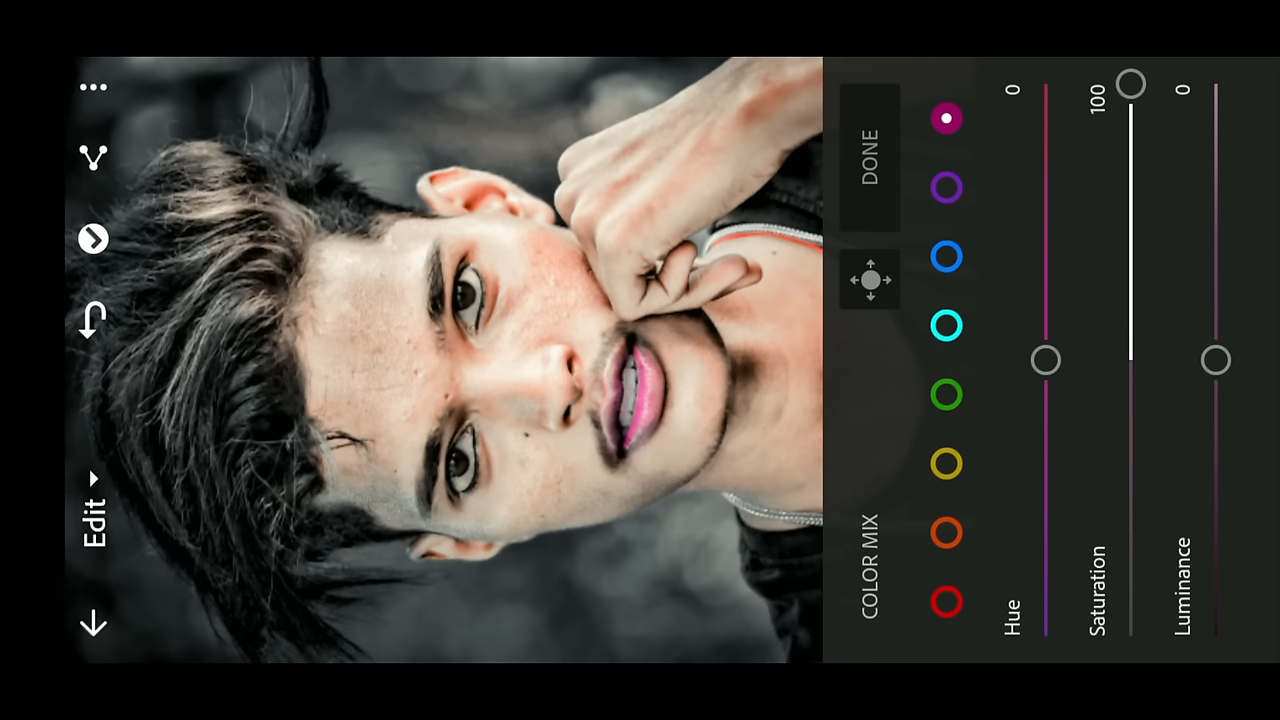 Edit
COLOR MIX
DONE
Hue
0
Saturation
100
Luminance
0